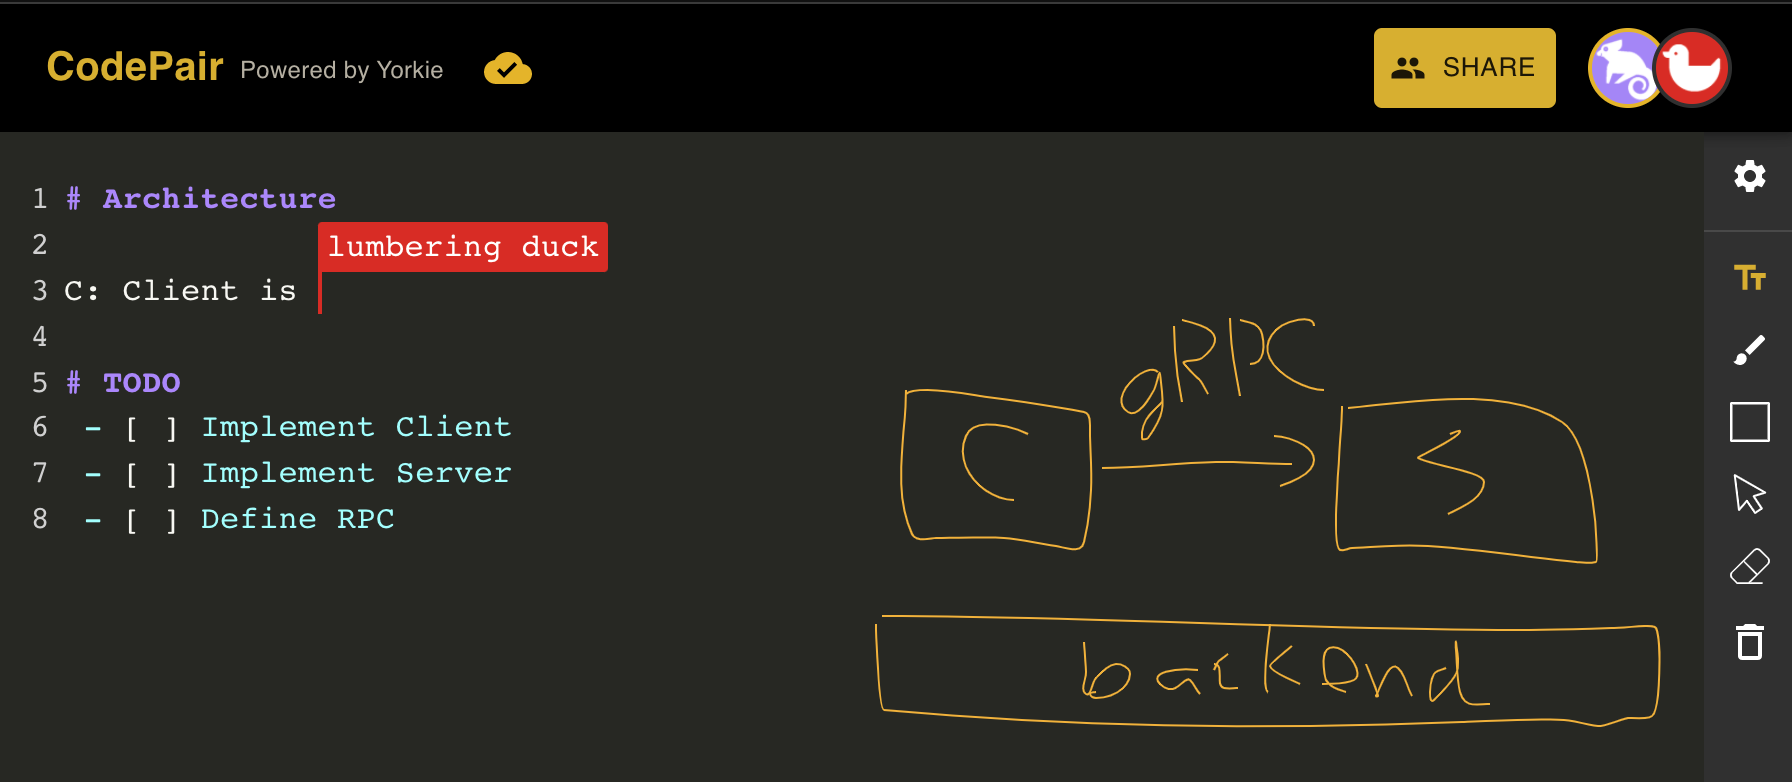 CodePair Powered by Yorkie
SHARE
1 # Architecture
2
lumbering duck
3 C: Client is
4
5 # TODO
6 - [ ] Implement Client
7 - [ ] Implement Server
8 - [ ] Define RPC
Tт
gRPC
C
S
backend